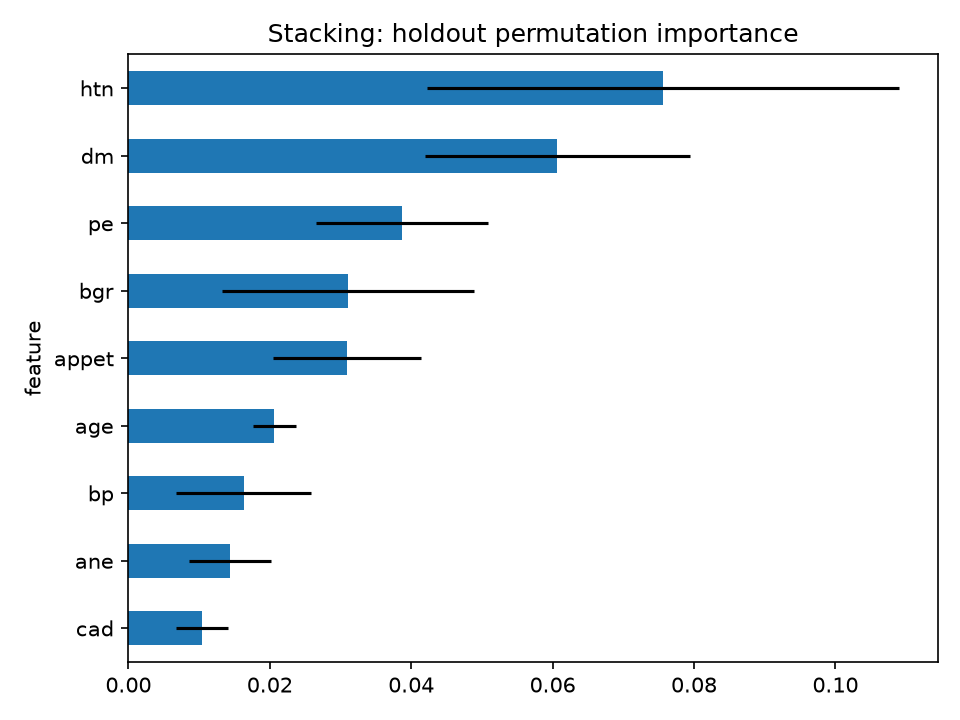 Stacking: holdout permutation importance
htn
dm
pe
bgr
appet
age
bp
ane
cad
feature
0.00 0.02 0.04 0.06 0.08 0.10